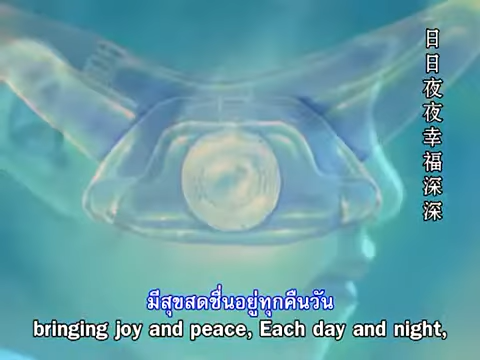 日日夜夜幸福深深
มีสุขสดชื่นอยู่ทุกคืนวัน
bringing joy and peace, Each day and night,